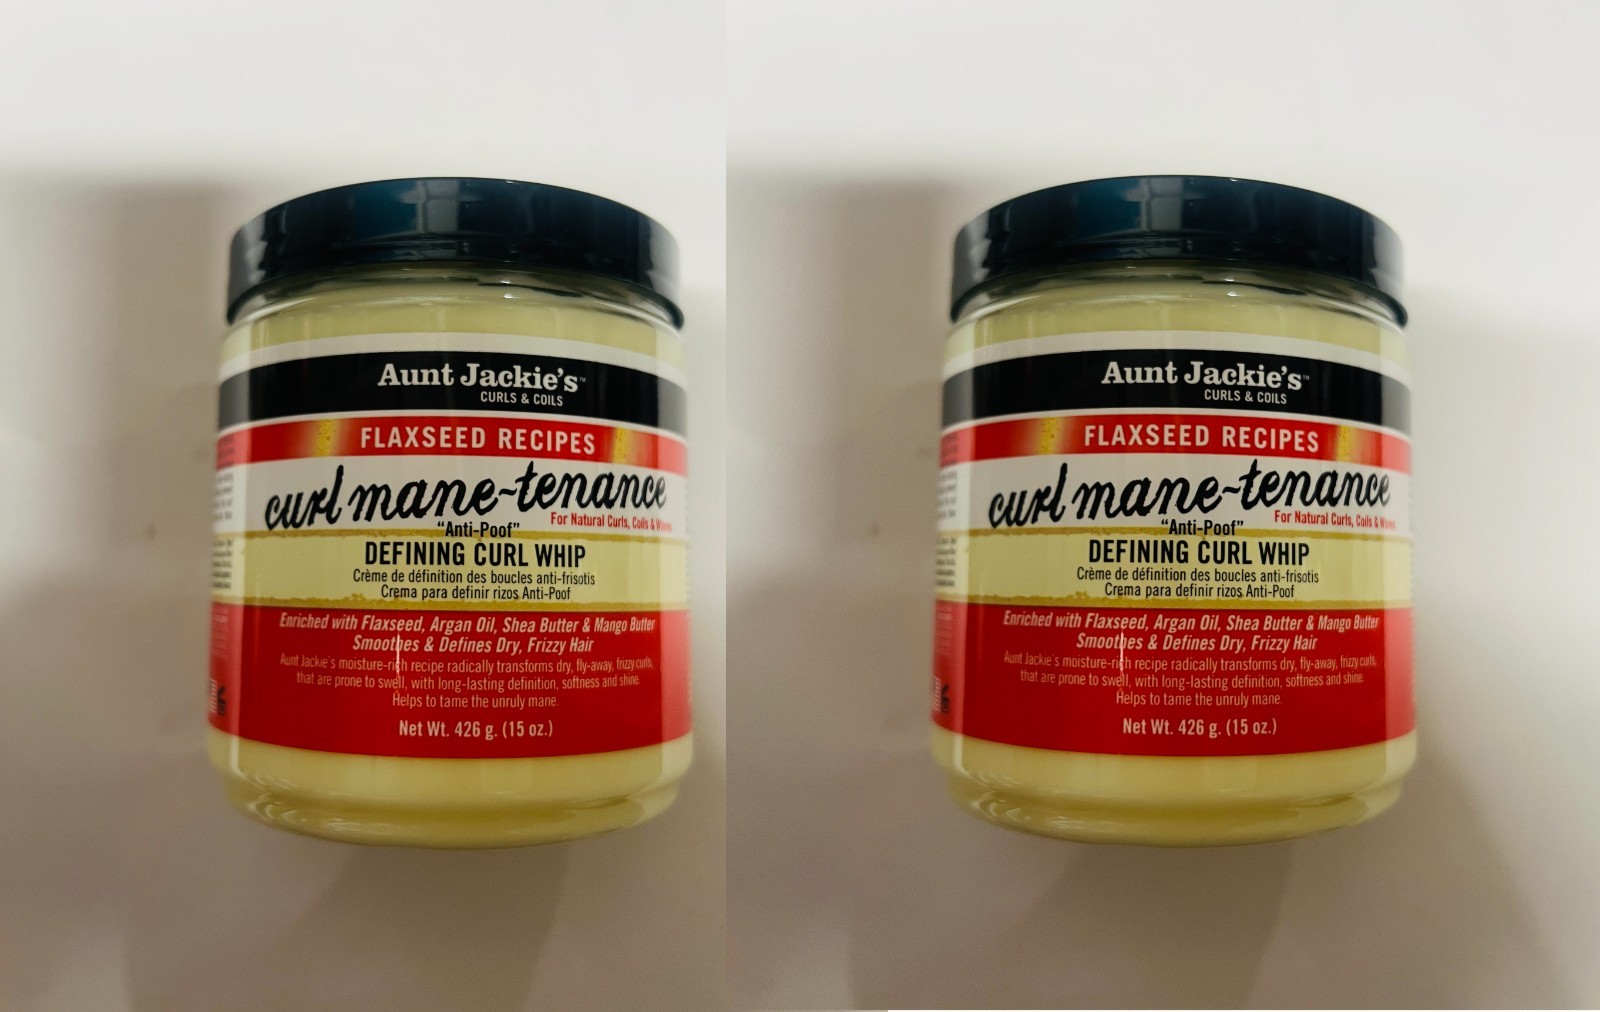 Aunt Jackie's™
CURLS & COILS
FLAXSEED RECIPES
curl mane-tenance
"Anti-Poof"
For Natural Curls, Coils & Waves
DEFINING CURL WHIP
Crème de définition des boucles anti-frisotis
Crema para definir rizos Anti-Poof
Enriched with Flaxseed, Argan Oil, Shea Butter & Mango Butter
Smoothes & Defines Dry, Frizzy Hair
Aunt Jackie's moisture-rich recipe radically transforms dry, fly-away, frizzy curls,
that are prone to swell, with long-lasting definition, softness and shine.
Helps to tame the unruly mane.
Net Wt. 426 g. (15 oz.)
Aunt Jackie's™
CURLS & COILS
FLAXSEED RECIPES
curl mane-tenance
"Anti-Poof"
For Natural Curls, Coils & Waves
DEFINING CURL WHIP
Crème de définition des boucles anti-frisotis
Crema para definir rizos Anti-Poof
Enriched with Flaxseed, Argan Oil, Shea Butter & Mango Butter
Smoothes & Defines Dry, Frizzy Hair
Aunt Jackie's moisture-rich recipe radically transforms dry, fly-away, frizzy curls,
that are prone to swell, with long-lasting definition, softness and shine.
Helps to tame the unruly mane.
Net Wt. 426 g. (15 oz.)